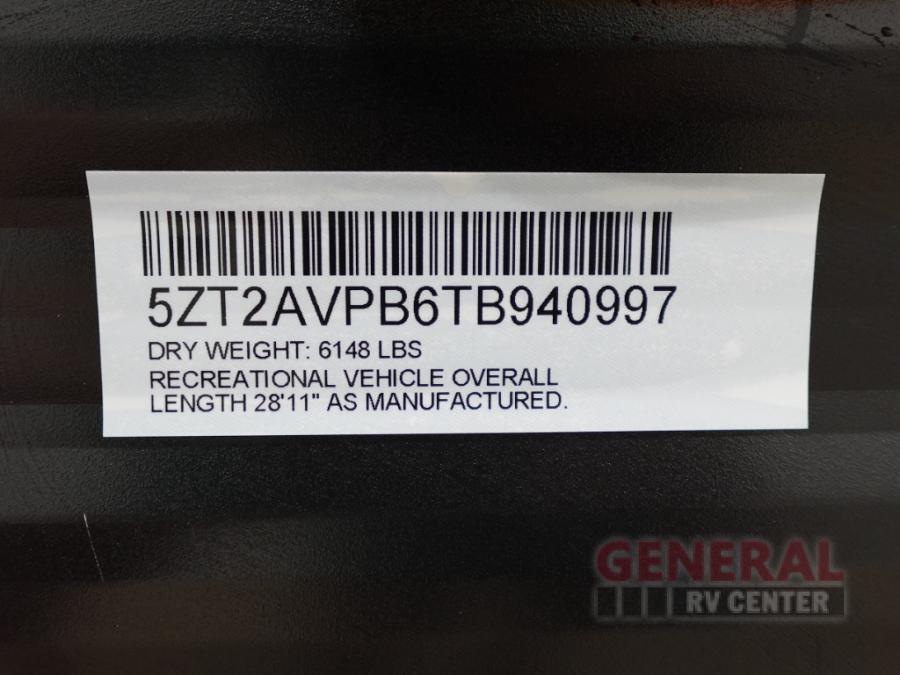 5ZT2AVPB6TB940997
DRY WEIGHT: 6148 LBS
RECREATIONAL VEHICLE OVERALL
LENGTH 28'11" AS MANUFACTURED.
GENERAL
RV CENTER